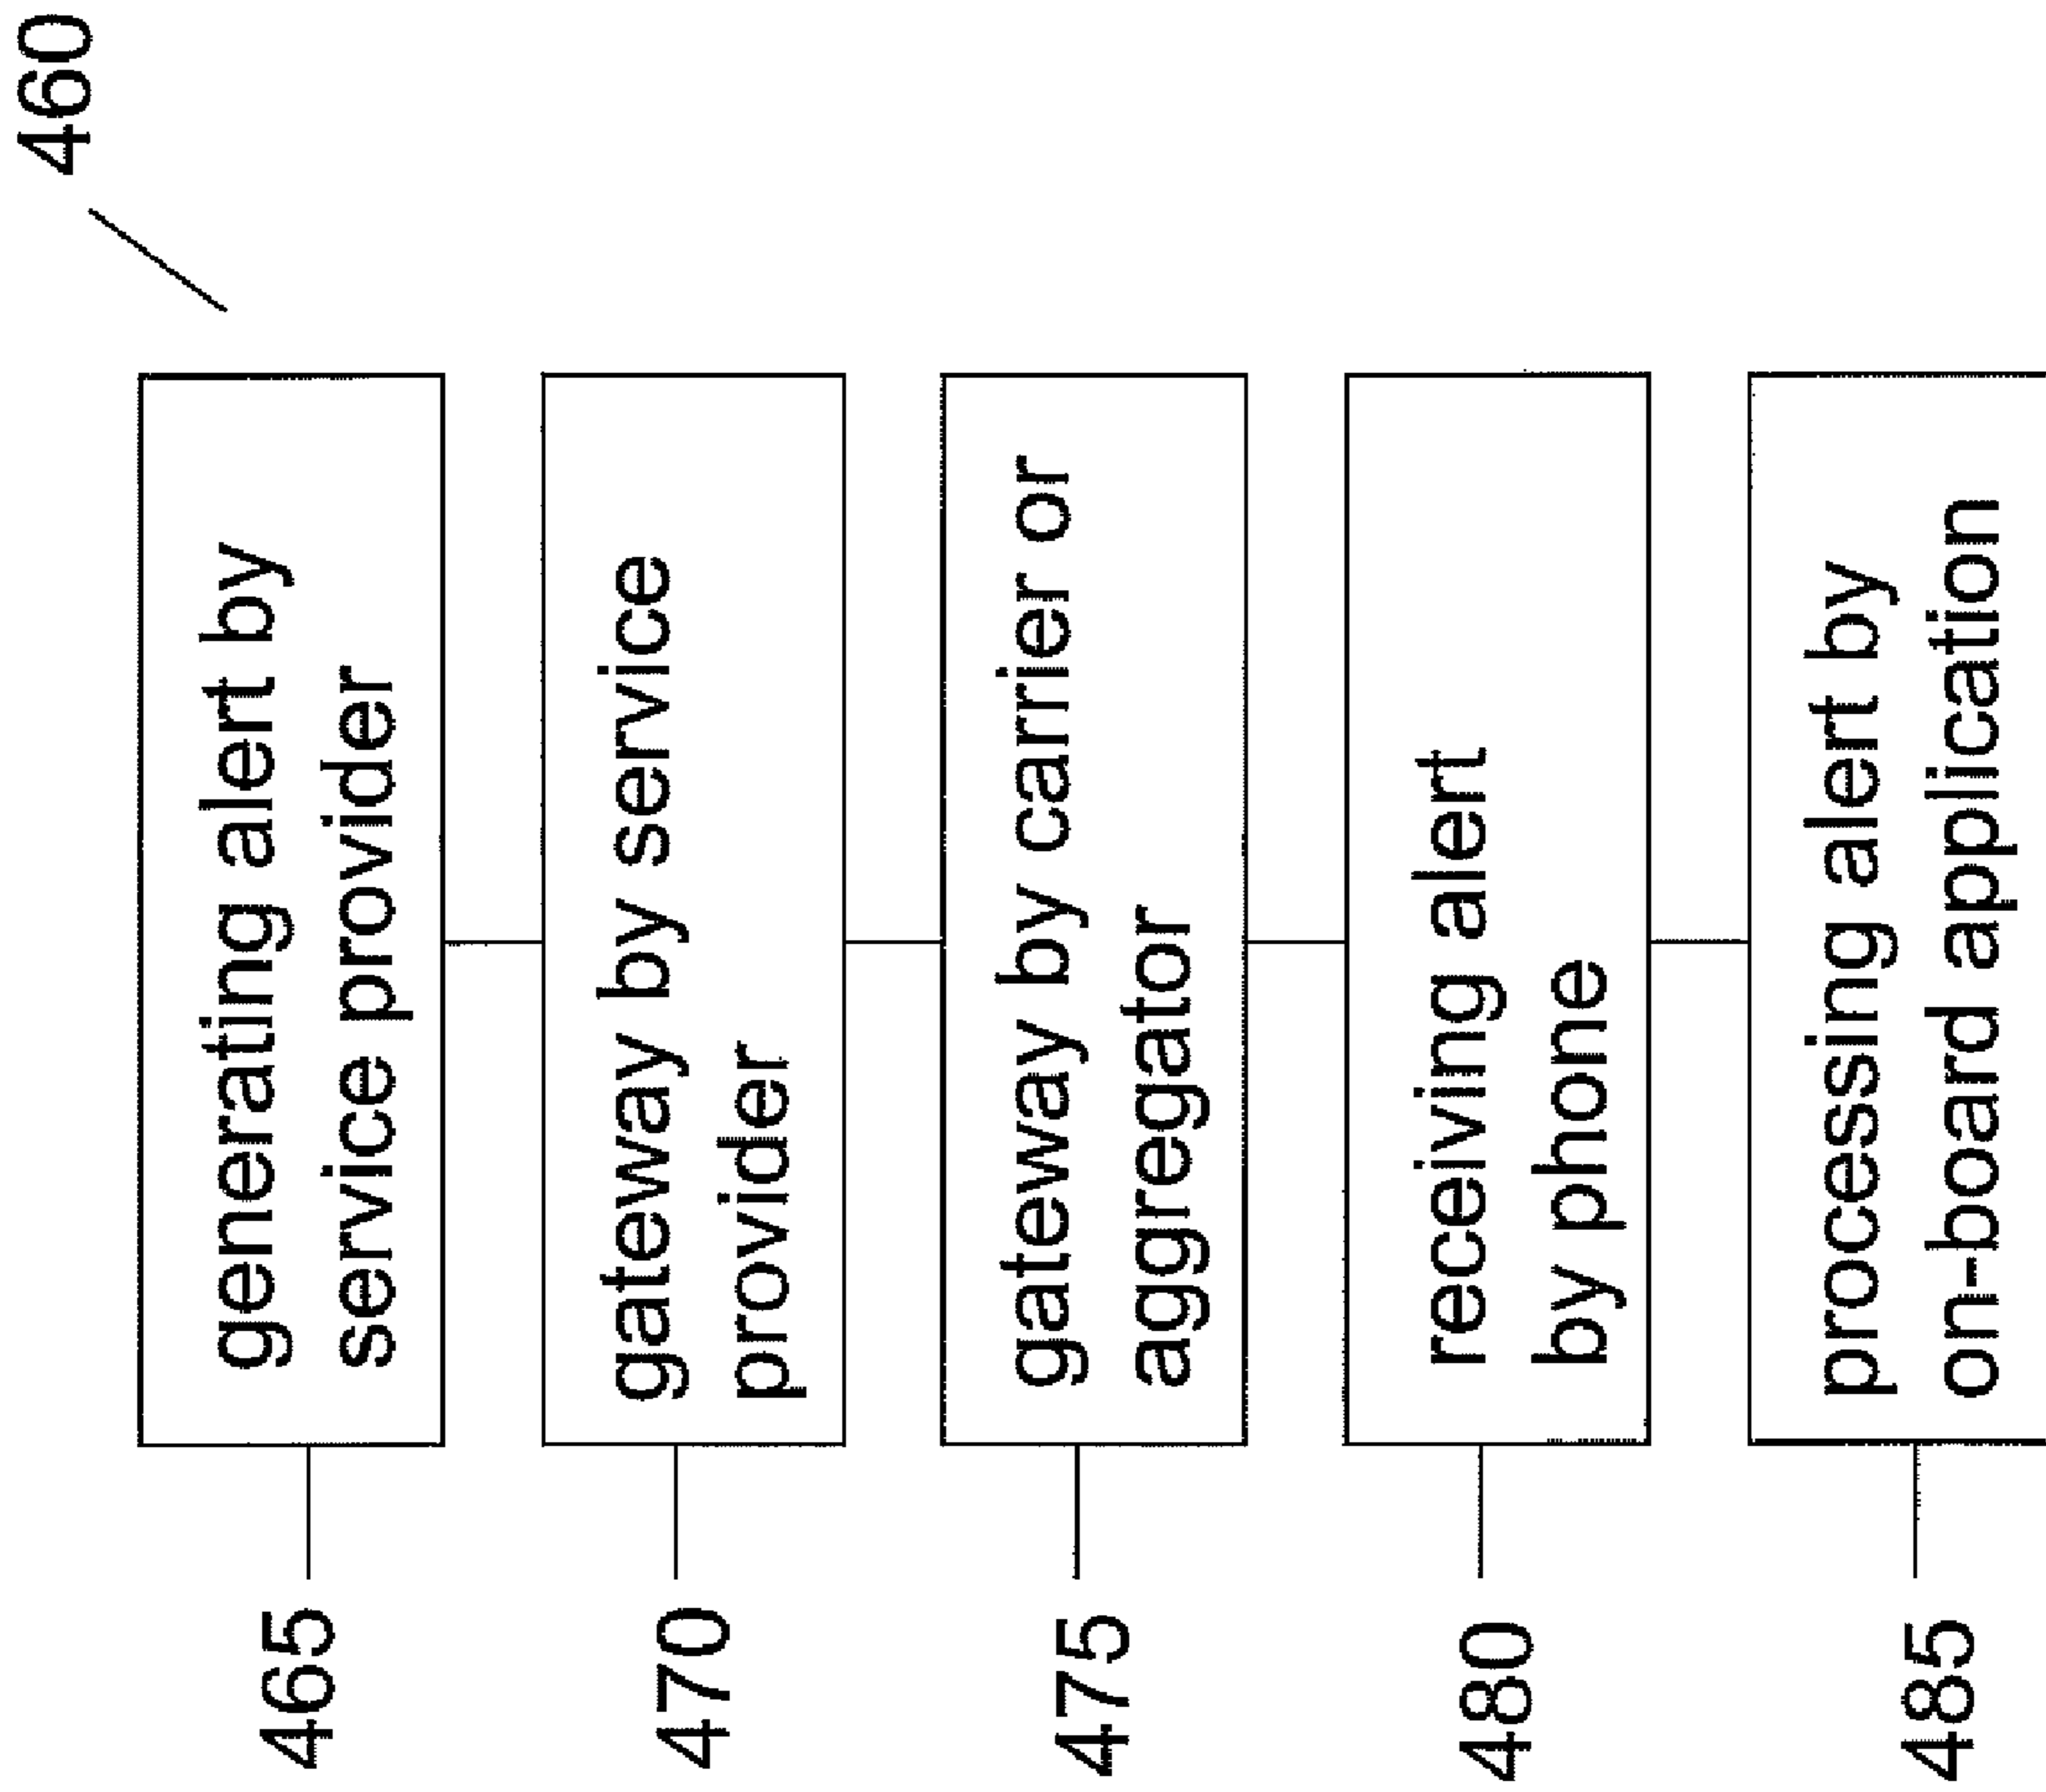 460
465
generating alert by
service provider
470
gateway by service
provider
475
gateway by carrier or
aggregator
480
receiving alert
by phone
485
processing alert by
on-board application